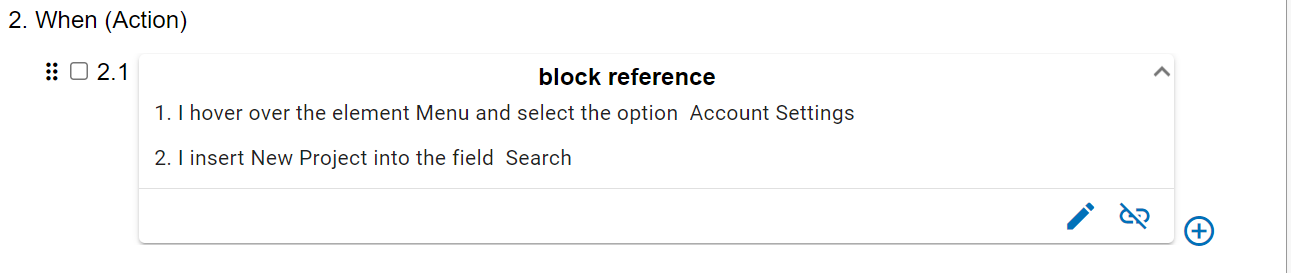 2. When (Action)
2.1
block reference
1. I hover over the element Menu and select the option  Account Settings
2. I insert New Project into the field  Search